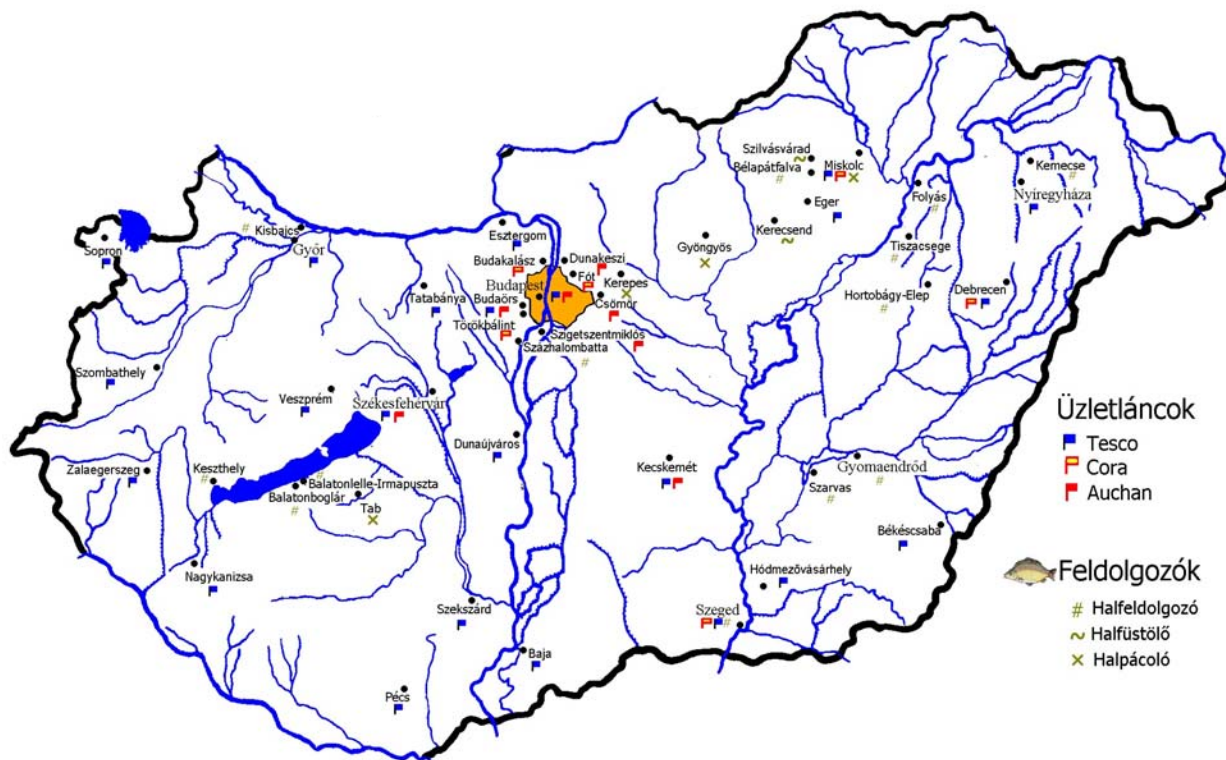 Szilvásvárad
Bélapátfalva
Miskolc
Kemecse
Folyás
Nyíregyháza
Eger
Kerecsend
Tiszacsege
Gyöngyös
Kisbajcs
Győr
Sopron
Esztergom
Budakalász
Dunakeszi
Fót
Kerepes
Budapest
Csömör
Tatabánya
Budaörs
Törökbálint
Szigetszentmiklós
Százhalombatta
Hortobágy-Elep
Debrecen
Szombathely
Veszprém
Székesfehérvár
Dunaújváros
Zalaegerszeg
Keszthely
Balatonlelle-Irmapuszta
Balatonboglár
Tab
Kecskemét
Gyomaendrőd
Szarvas
Békéscsaba
Nagykanizsa
Hódmezővásárhely
Szekszárd
Szeged
Baja
Pécs
Üzletláncok
Tesco
Cora
Auchan
Feldolgozók
# Halfeldolgozó
~ Halfüstölő
× Halpácoló